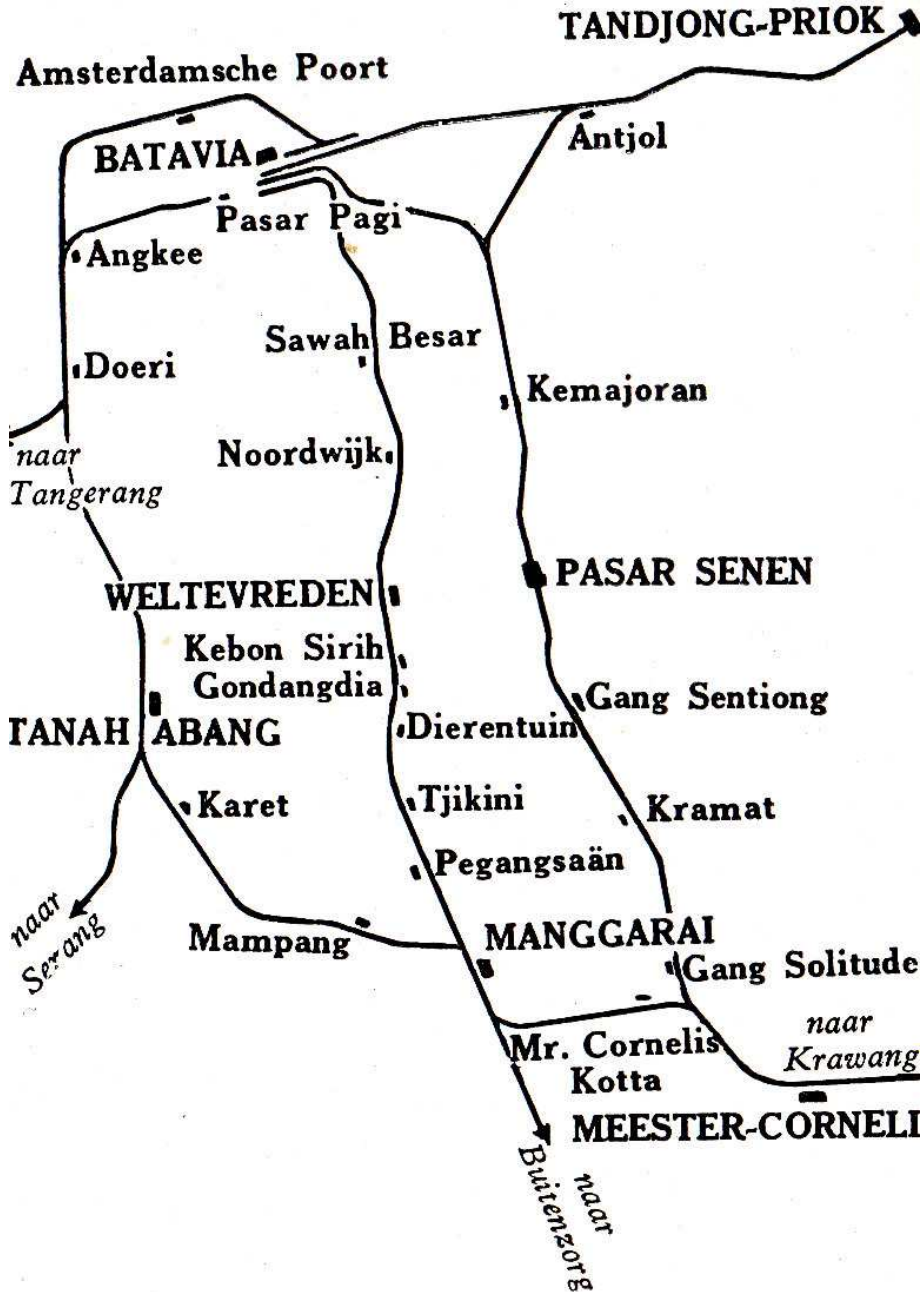 TANDJONG-PRIOK
Amsterdamsche Poort
Antjol
BATAVIA
Pasar Pagi
Angkee
Sawah Besar
Doeri
Kemajoran
Noordwijk
naar
Tangerang
PASAR SENEN
WELTEVREDEN
Kebon Sirih
Gondangdia
Gang Sentiong
TANAH ABANG
Dierentuin
Karet
Tjikini
Kramat
Pegangsaän
naar
Serang
Mampang
MANGGARAI
Gang Solitude
naar
Krawang
Mr. Cornelis
Kotta
MEESTER-CORNELI
naar
Buitenzorg